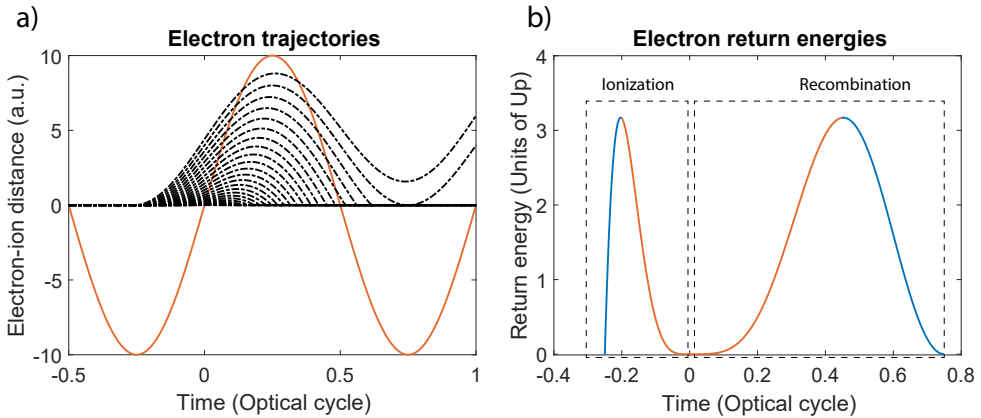 a)
Electron trajectories
Electron-ion distance (a.u.)
10
5
0
-5
-10
-0.5
0
0.5
1
Time (Optical cycle)
b)
Electron return energies
Return energy (Units of Up)
4
3
2
1
0
Ionization
Recombination
-0.4
-0.2
0
0.2
0.4
0.6
0.8
Time (Optical cycle)